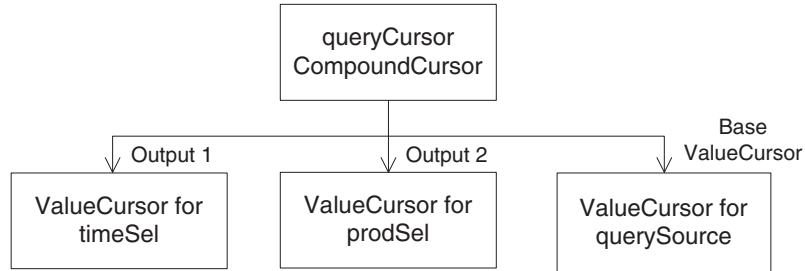 queryCursor
CompoundCursor
Output 1
Output 2
Base
ValueCursor
ValueCursor for
timeSel
ValueCursor for
prodSel
ValueCursor for
querySource